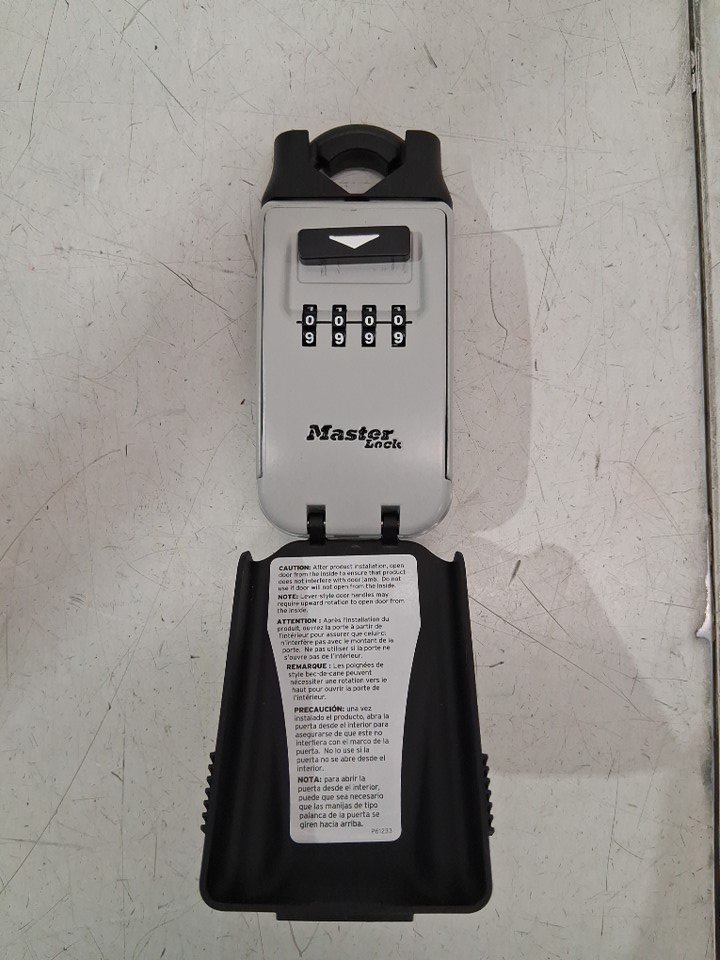 0 0 0 0
9 9 9 9
Master
Lock
CAUTION: After product installation, open
door from the inside to ensure that product
does not interfere with door jamb. Do not
use if door will not open from the inside.
NOTE: Lever-style door handles may
require upward rotation to open door from
the inside.
ATTENTION : Après l'installation du
produit, ouvrez la porte à partir de
l'intérieur pour assurer que celui-ci
n'interfère pas avec le montant de la
porte. Ne pas utiliser si la porte ne
s'ouvre pas de l'intérieur.
REMARQUE : Les poignées de
style bec-de-cane peuvent
nécessiter une rotation vers le
haut pour ouvrir la porte de
l'intérieur.
PRECAUCIÓN: una vez
instalado el producto, abra la
puerta desde el interior para
asegurarse de que este no
interfiera con el marco de la
puerta. No lo use si la
puerta no se abre desde el
interior.
NOTA: para abrir la
puerta desde el interior,
puede que sea necesario
que las manijas de tipo
palanca de la puerta se
giren hacia arriba.
P61233